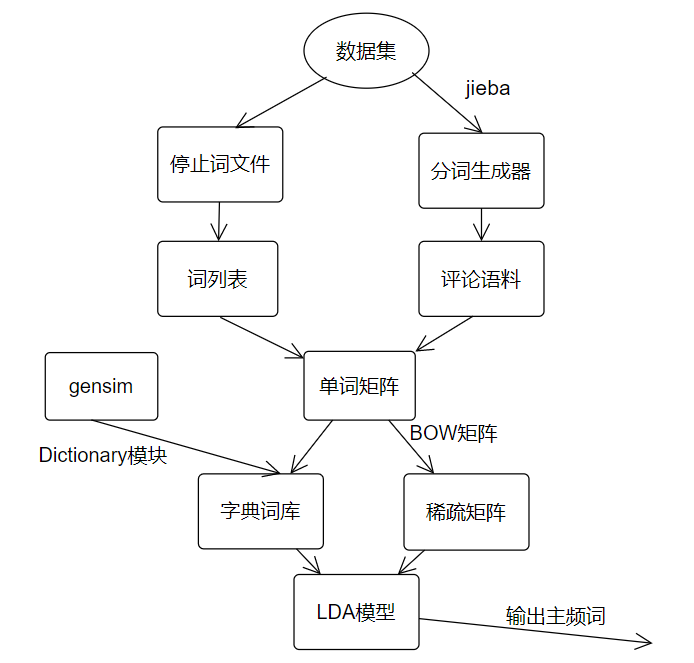 数据集
jieba
停止词文件
分词生成器
词列表
评论语料
gensim
单词矩阵
BOW矩阵
Dictionary模块
字典词库
稀疏矩阵
LDA模型
输出主频词